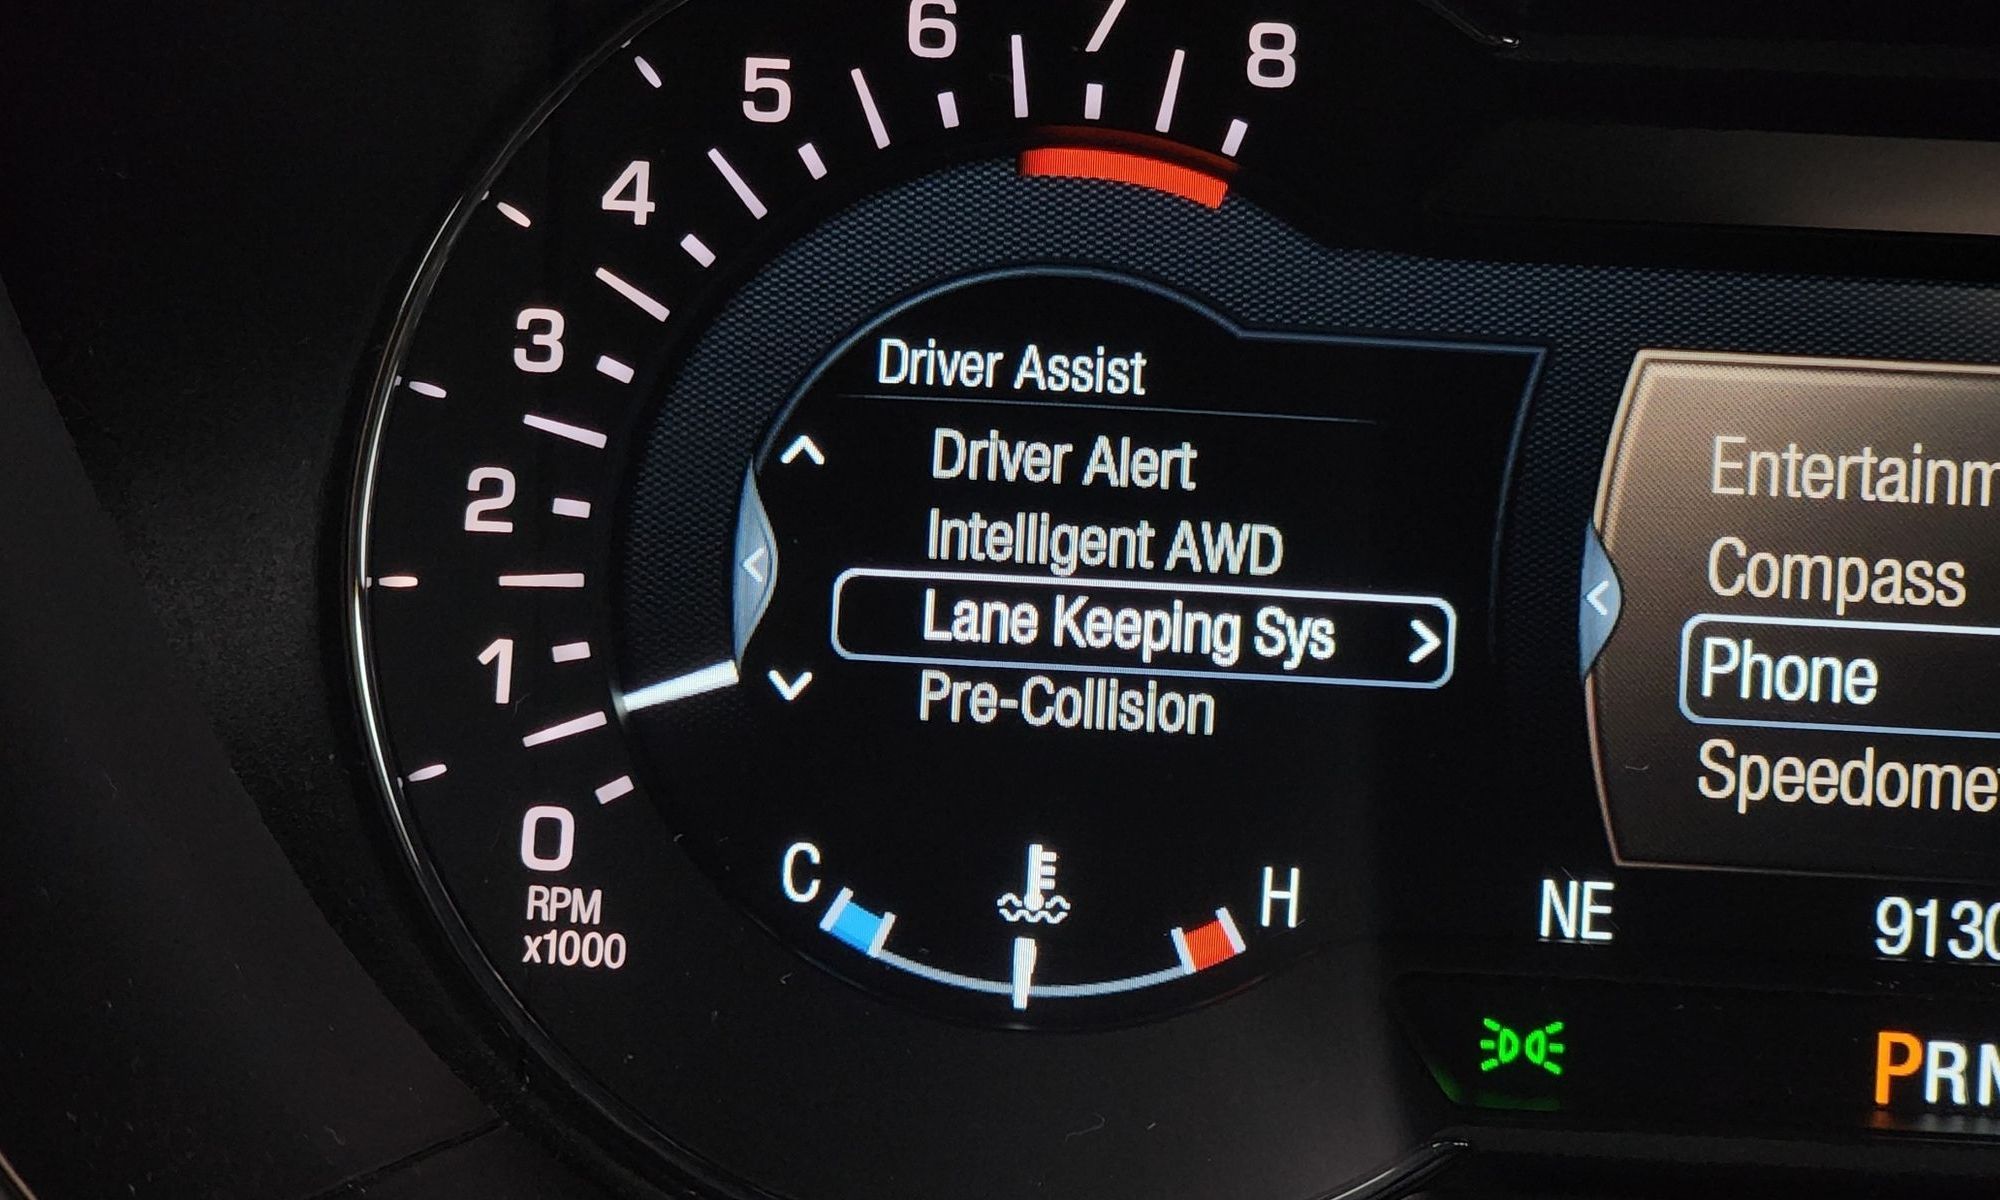 8
7
6
5
4
3
2
1
0
RPM
x1000
Driver Assist
Driver Alert
Intelligent AWD
Lane Keeping Sys
Pre-Collision
C
H
Compass
Phone
NE
PR